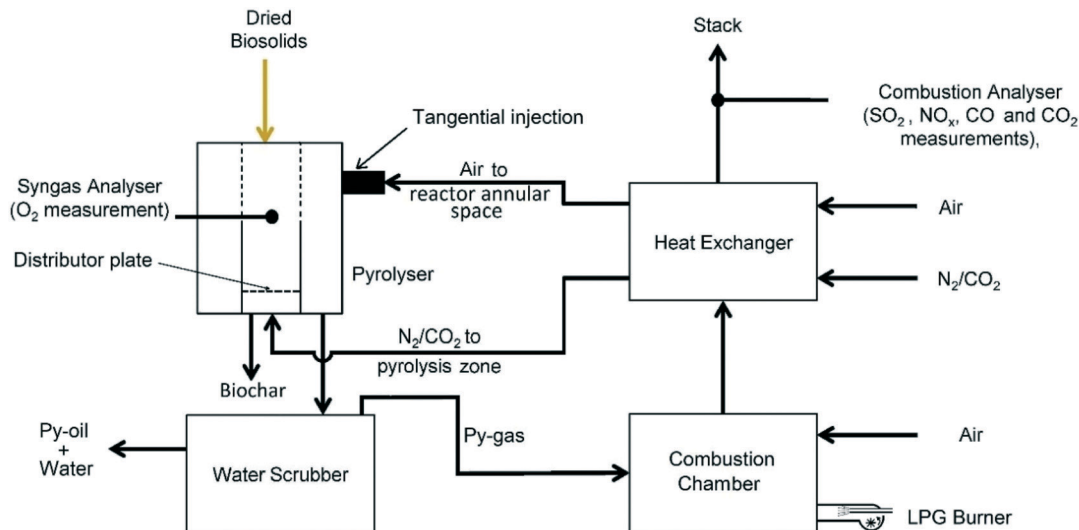 Dried
Biosolids
Stack
Combustion Analyser
(SO₂ , NOₓ, CO and CO₂
measurements),
Tangential injection
Syngas Analyser
(O₂ measurement)
Air to
reactor annular
space
Air
Heat Exchanger
Distributor plate
Pyrolyser
N₂/CO₂
N₂/CO₂ to
pyrolysis zone
Biochar
Py-oil
+
Water
Water Scrubber
Py-gas
Combustion
Chamber
Air
LPG Burner